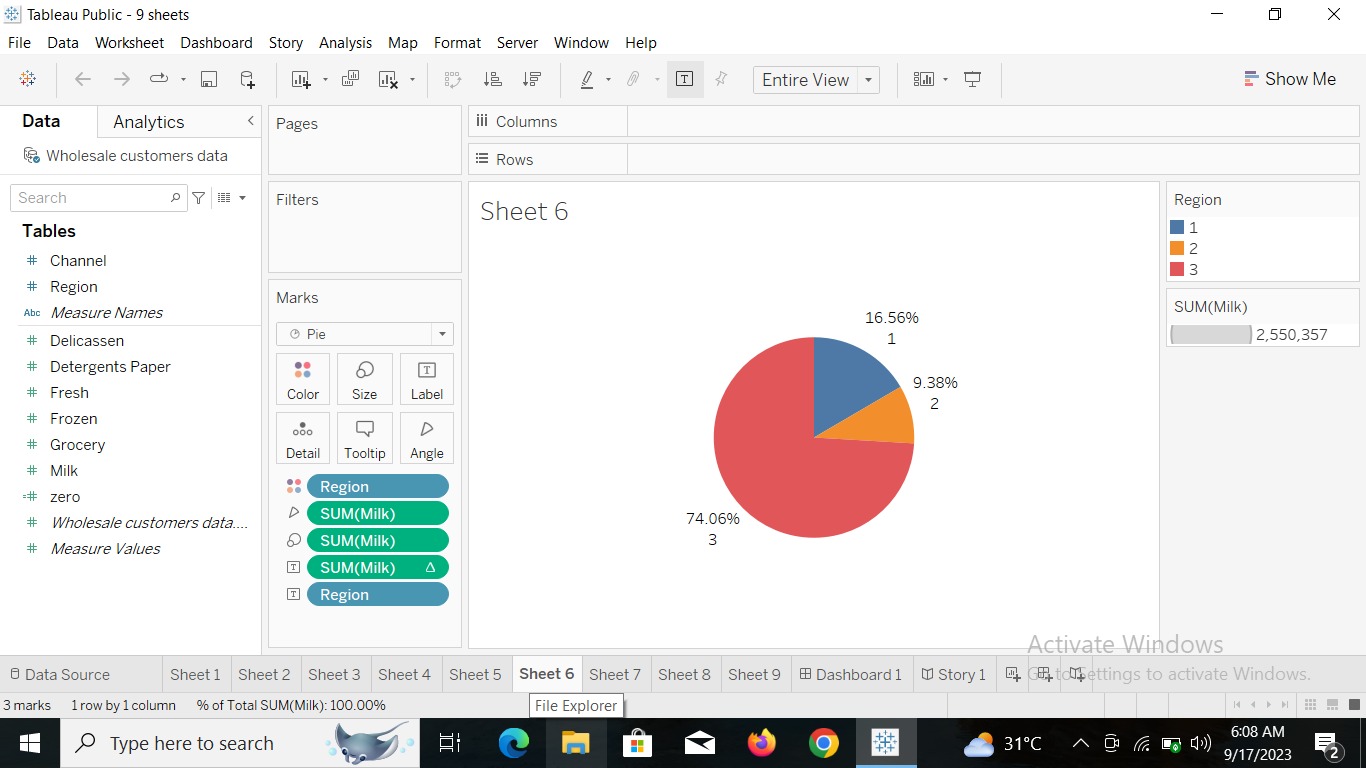 Tableau Public - 9 sheets
File Data Worksheet Dashboard Story Analysis Map Format Server Window Help
Entire View
Show Me
Data Analytics
Wholesale customers data
Search
Tables
Channel
Region
Abc Measure Names
Delicassen
Detergents Paper
Fresh
Frozen
Grocery
Milk
zero
Wholesale customers data....
Measure Values
Pages
Filters
Marks
Pie
Color Size Label
Detail Tooltip Angle
Region
SUM(Milk)
SUM(Milk)
SUM(Milk) Δ
Region
Columns
Rows
Sheet 6
16.56%
1
9.38%
2
74.06%
3
Region
1
2
3
SUM(Milk)
2,550,357
Activate Windows
Go to Settings to activate Windows.
Data Source Sheet 1 Sheet 2 Sheet 3 Sheet 4 Sheet 5 Sheet 6 Sheet 7 Sheet 8 Sheet 9 Dashboard 1 Story 1
3 marks 1 row by 1 column % of Total SUM(Milk): 100.00%
File Explorer
Type here to search
31°C
6:08 AM
9/17/2023
2